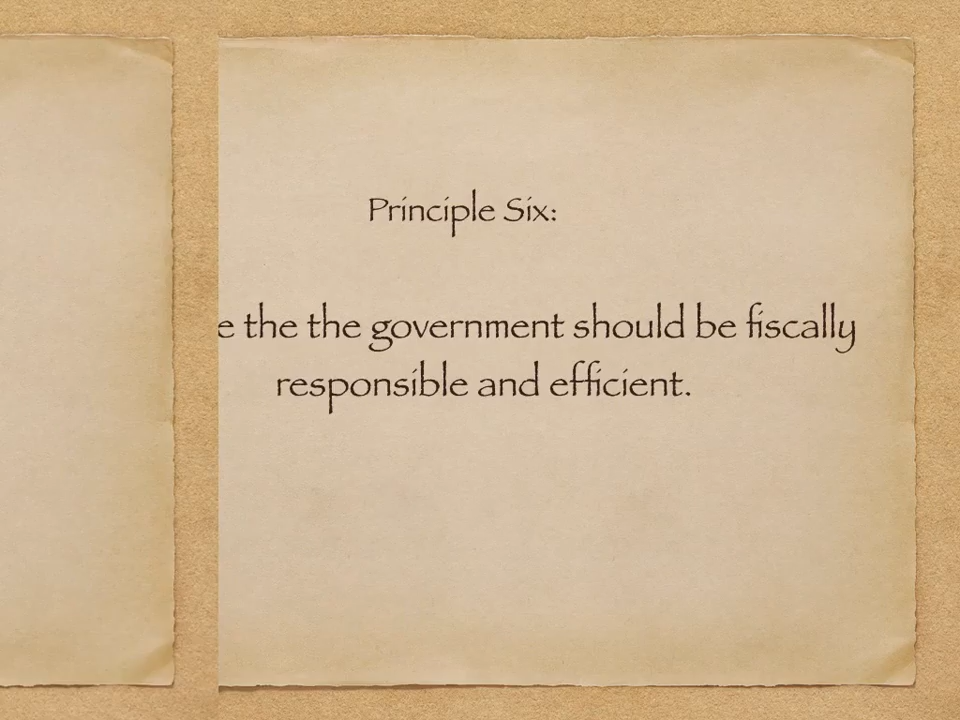 Principle Six:
e the the government should be fiscally
responsible and efficient.